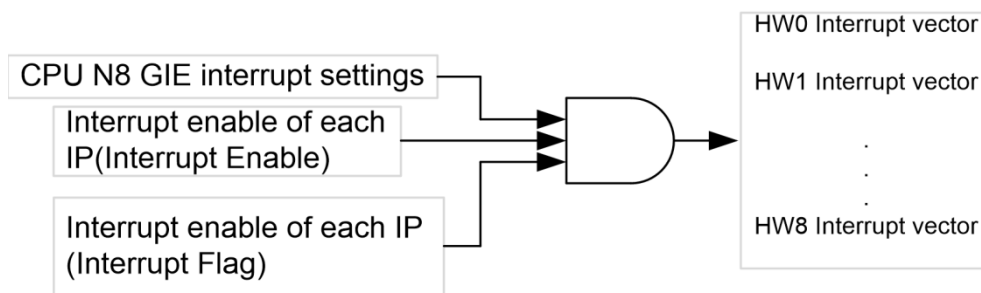 HW0 Interrupt vector
CPU N8 GIE interrupt settings
HW1 Interrupt vector
Interrupt enable of each
IP(Interrupt Enable)
.
.
.
Interrupt enable of each IP
(Interrupt Flag)
HW8 Interrupt vector